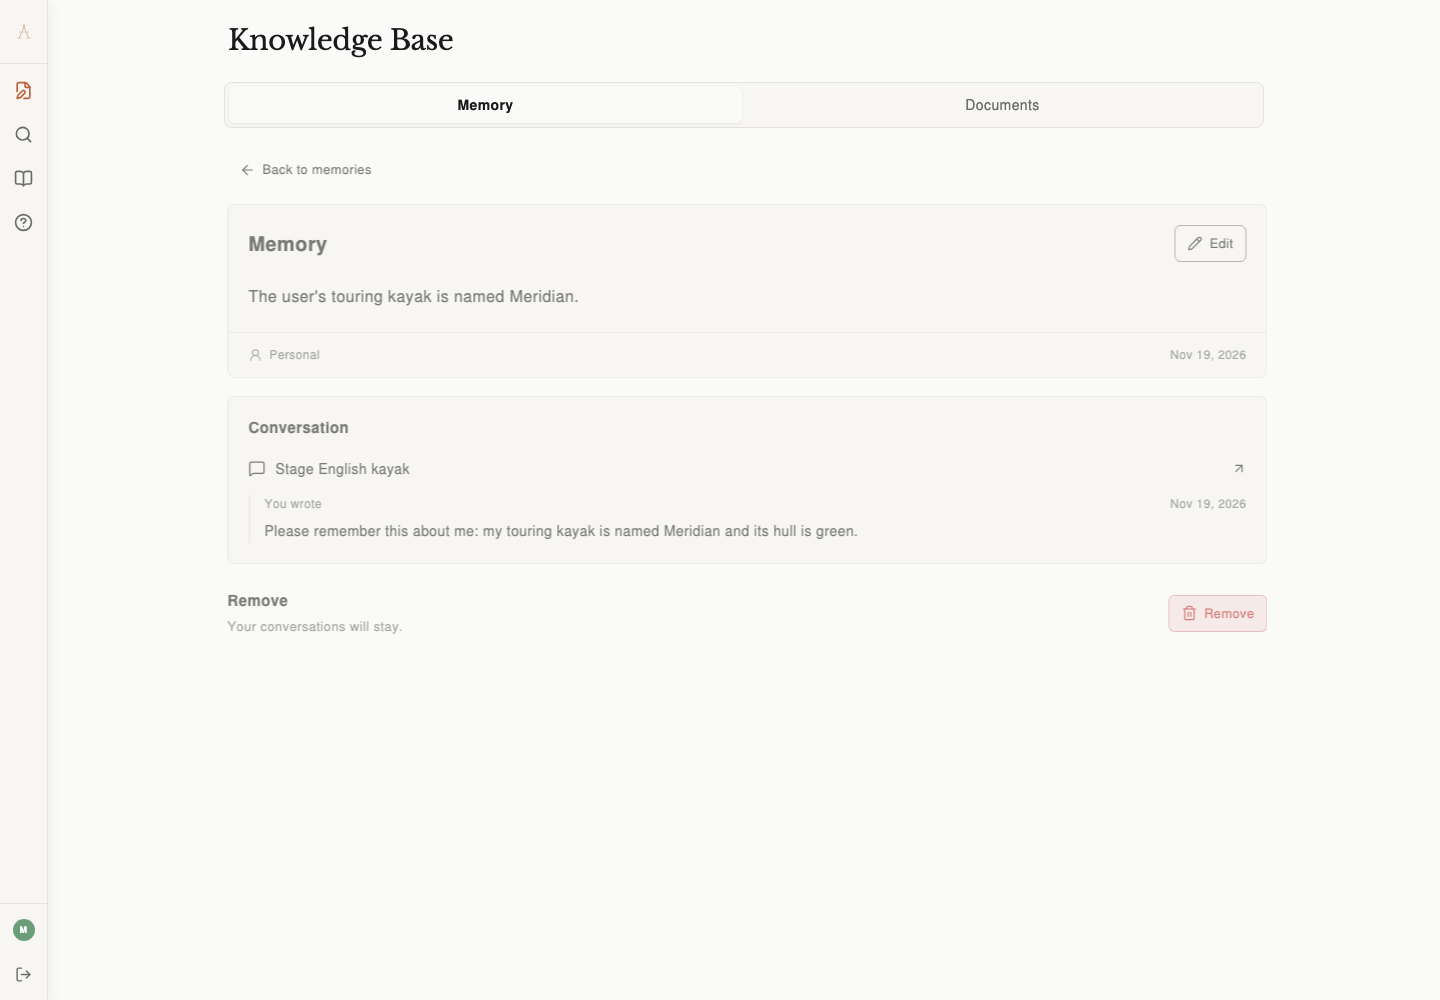 Knowledge Base
Memory
Documents
Back to memories
Memory
Edit
The user's touring kayak is named Meridian.
Personal
Nov 19, 2026
Conversation
Stage English kayak
You wrote
Nov 19, 2026
Please remember this about me: my touring kayak is named Meridian and its hull is green.
Remove
Your conversations will stay.
Remove
M